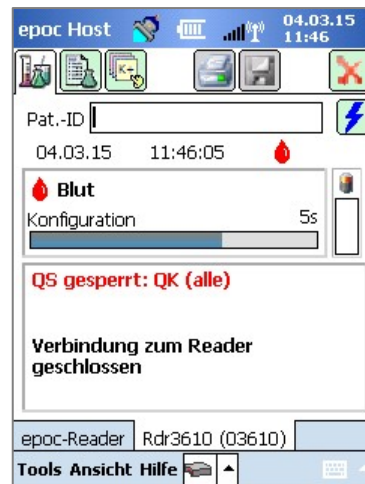 epoc Host 04.03.15
11:46
K+
Pat.-ID
04.03.15 11:46:05
Blut
Konfiguration 5s
QS gesperrt: QK (alle)
Verbindung zum Reader
geschlossen
epoc-Reader Rdr3610 (03610)
Tools Ansicht Hilfe